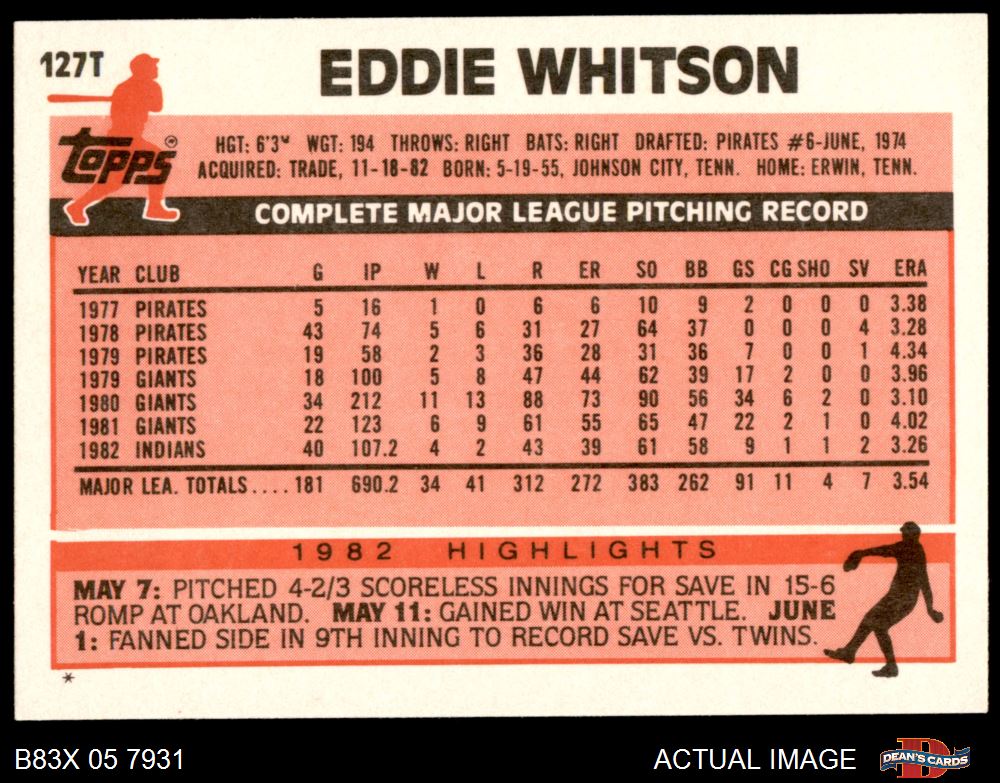 127T
EDDIE WHITSON
topps®
HGT: 6'3" WGT: 194 THROWS: RIGHT BATS: RIGHT DRAFTED: PIRATES #6-JUNE, 1974
ACQUIRED: TRADE, 11-18-82 BORN: 5-19-55, JOHNSON CITY, TENN. HOME: ERWIN, TENN.
COMPLETE MAJOR LEAGUE PITCHING RECORD
YEAR CLUB G IP W L R ER SO BB GS CG SHO SV ERA
1977 PIRATES 5 16 1 0 6 6 10 9 2 0 0 0 3.38
1978 PIRATES 43 74 5 6 31 27 64 37 0 0 0 4 3.28
1979 PIRATES 19 58 2 3 36 28 31 36 7 0 0 1 4.34
1979 GIANTS 18 100 5 8 47 44 62 39 17 2 0 0 3.96
1980 GIANTS 34 212 11 13 88 73 90 56 34 6 2 0 3.10
1981 GIANTS 22 123 6 9 61 55 65 47 22 2 1 0 4.02
1982 INDIANS 40 107.2 4 2 43 39 61 58 9 1 1 2 3.26
MAJOR LEA. TOTALS.... 181 690.2 34 41 312 272 383 262 91 11 4 7 3.54
1982 HIGHLIGHTS
MAY 7: PITCHED 4-2/3 SCORELESS INNINGS FOR SAVE IN 15-6
ROMP AT OAKLAND. MAY 11: GAINED WIN AT SEATTLE. JUNE
1: FANNED SIDE IN 9TH INNING TO RECORD SAVE VS. TWINS.
*
B83X 05 7931
ACTUAL IMAGE
D
DEAN'S CARDS